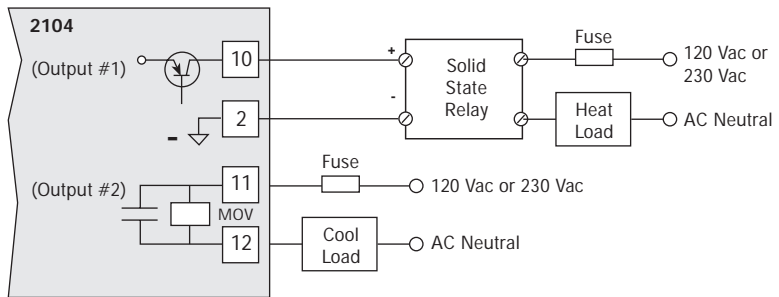 2104
(Output #1)
10
+
Solid
State
Relay
Fuse
120 Vac or
230 Vac
2
-
-
Heat
Load
AC Neutral
(Output #2)
11
Fuse
120 Vac or 230 Vac
MOV
12
Cool
Load
AC Neutral